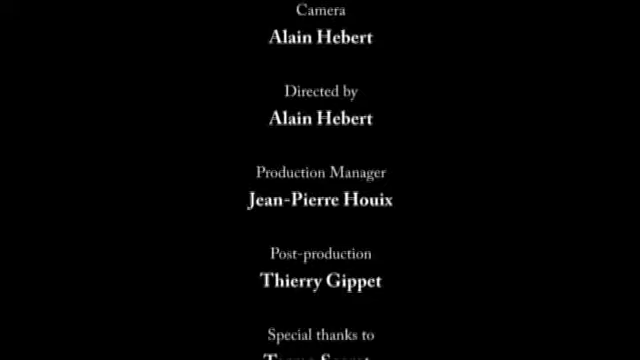 Camera
Alain Hebert
Directed by
Alain Hebert
Production Manager
Jean-Pierre Houix
Post-production
Thierry Gippet
Special thanks to